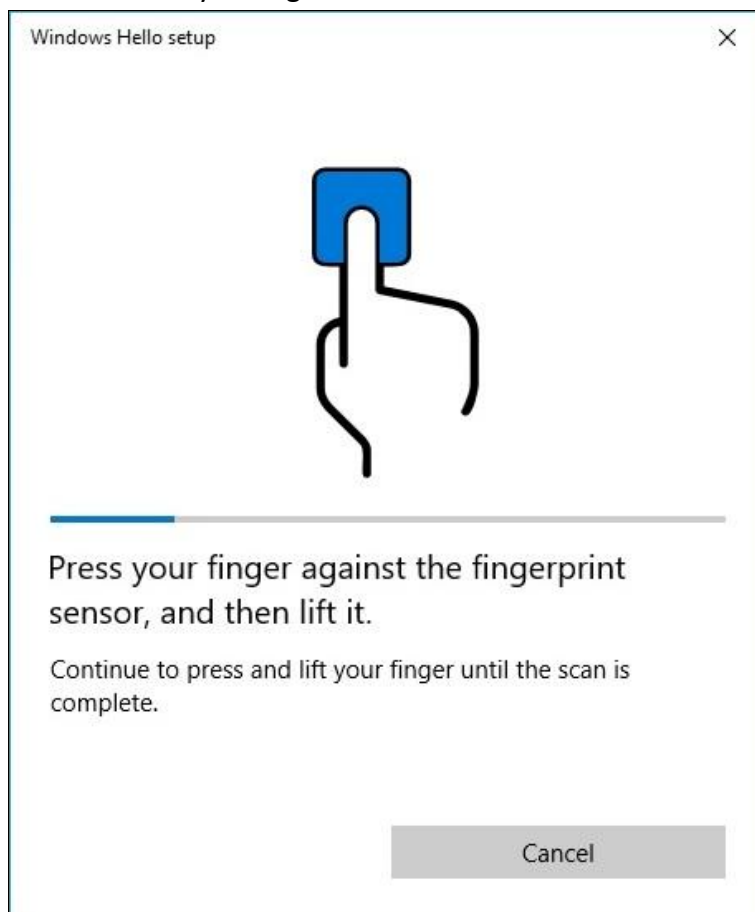 Windows Hello setup
Press your finger against the fingerprint
sensor, and then lift it.
Continue to press and lift your finger until the scan is
complete.
Cancel